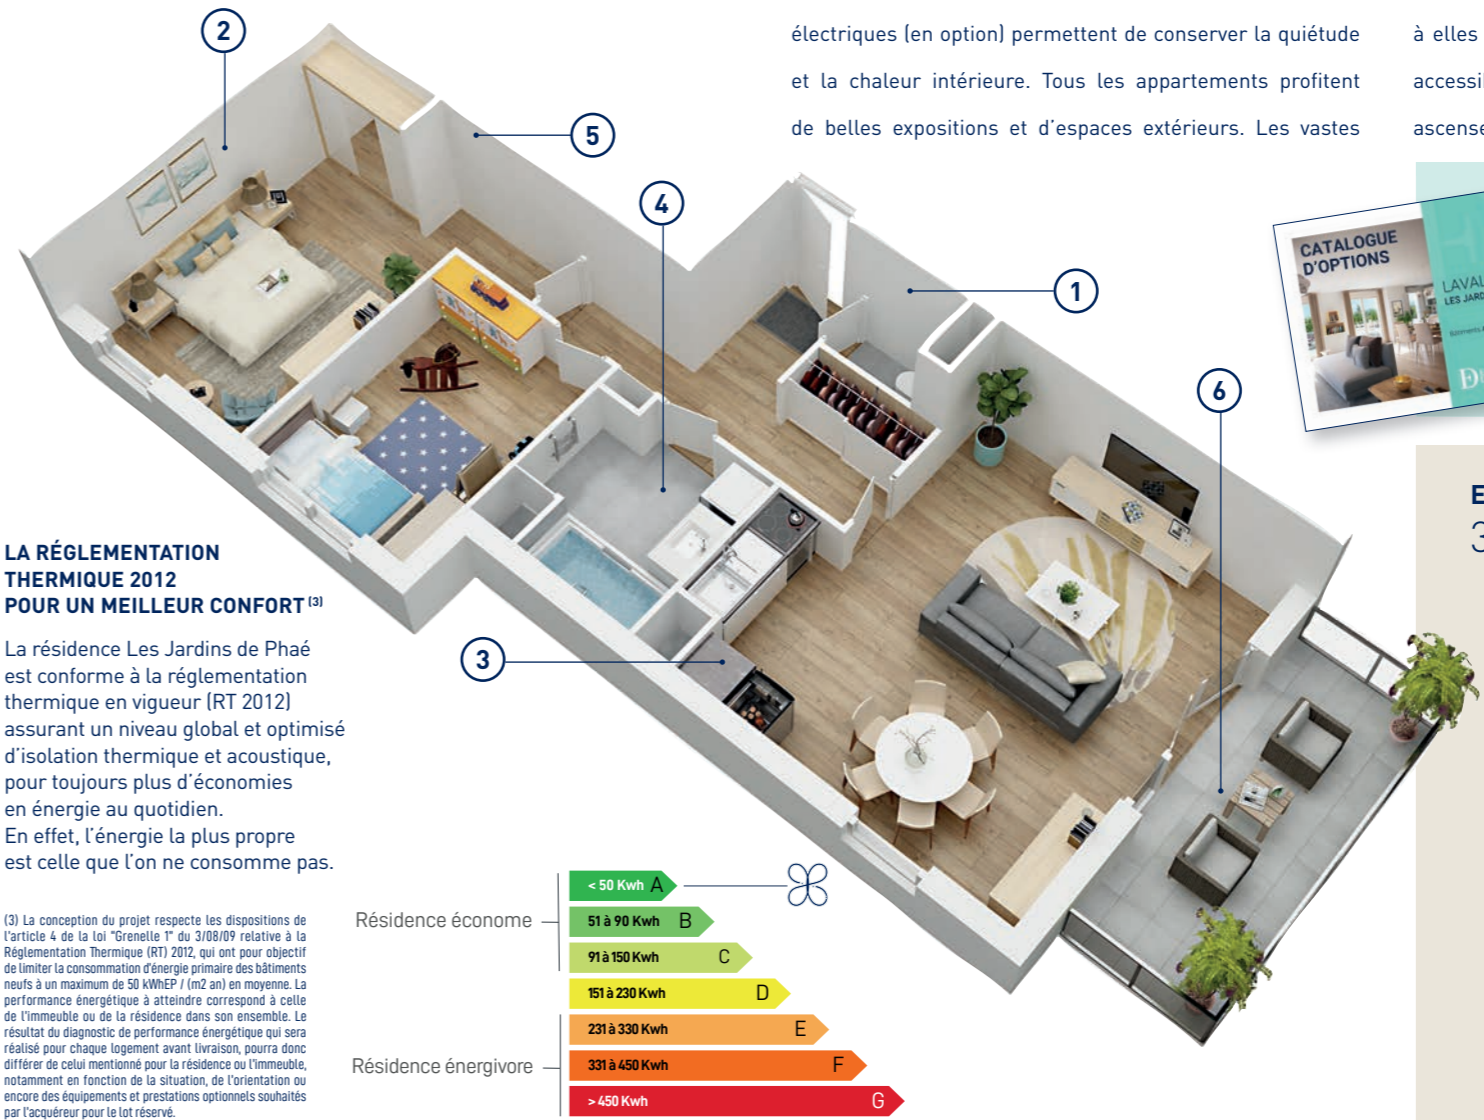 électriques (en option) permettent de conserver la quiétude
et la chaleur intérieure. Tous les appartements profitent
de belles expositions et d'espaces extérieurs. Les vastes
à elles
2
5
4
1
6
3
CATALOGUE
D'OPTIONS
LAVAL
LES JARD
LA RÉGLEMENTATION
THERMIQUE 2012
POUR UN MEILLEUR CONFORT (3)
La résidence Les Jardins de Phaé
est conforme à la réglementation
thermique en vigueur (RT 2012)
assurant un niveau global et optimisé
d'isolation thermique et acoustique,
pour toujours plus d'économies
en énergie au quotidien.
En effet, l'énergie la plus propre
est celle que l'on ne consomme pas.
(3) La conception du projet respecte les dispositions de
l'article 4 de la loi "Grenelle 1" du 3/08/09 relative à la
Réglementation Thermique (RT) 2012, qui ont pour objectif
de limiter la consommation d'énergie primaire des bâtiments
neufs à un maximum de 50 kWhEP / (m2 an) en moyenne. La
performance énergétique à atteindre correspond à celle
de l'immeuble ou de la résidence dans son ensemble. Le
résultat du diagnostic de performance énergétique qui sera
réalisé pour chaque logement avant livraison, pourra donc
différer de celui mentionné pour la résidence ou l'immeuble,
notamment en fonction de la situation, de l'orientation ou
encore des équipements et prestations optionnels souhaités
par l'acquéreur pour le lot réservé.
Résidence économe
< 50 Kwh A
51 à 90 Kwh B
91 à 150 Kwh C
151 à 230 Kwh D
Résidence énergivore
231 à 330 Kwh E
331 à 450 Kwh F
> 450 Kwh G
E
3